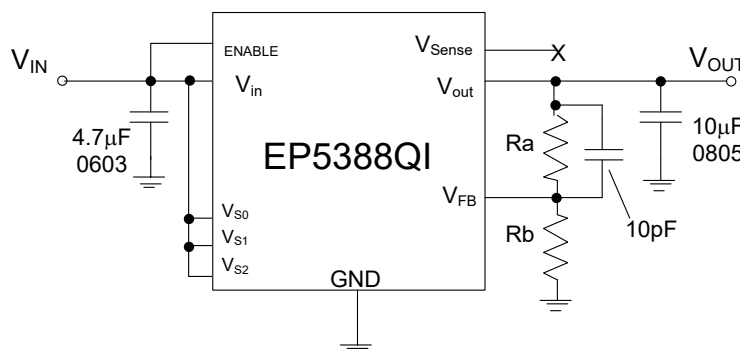 ENABLE
V_Sense
X
V_IN
V_OUT
V_in
V_out
4.7μF
0603
10μF
0805
Ra
EP5388QI
V_FB
10pF
V_S0
V_S1
V_S2
Rb
GND